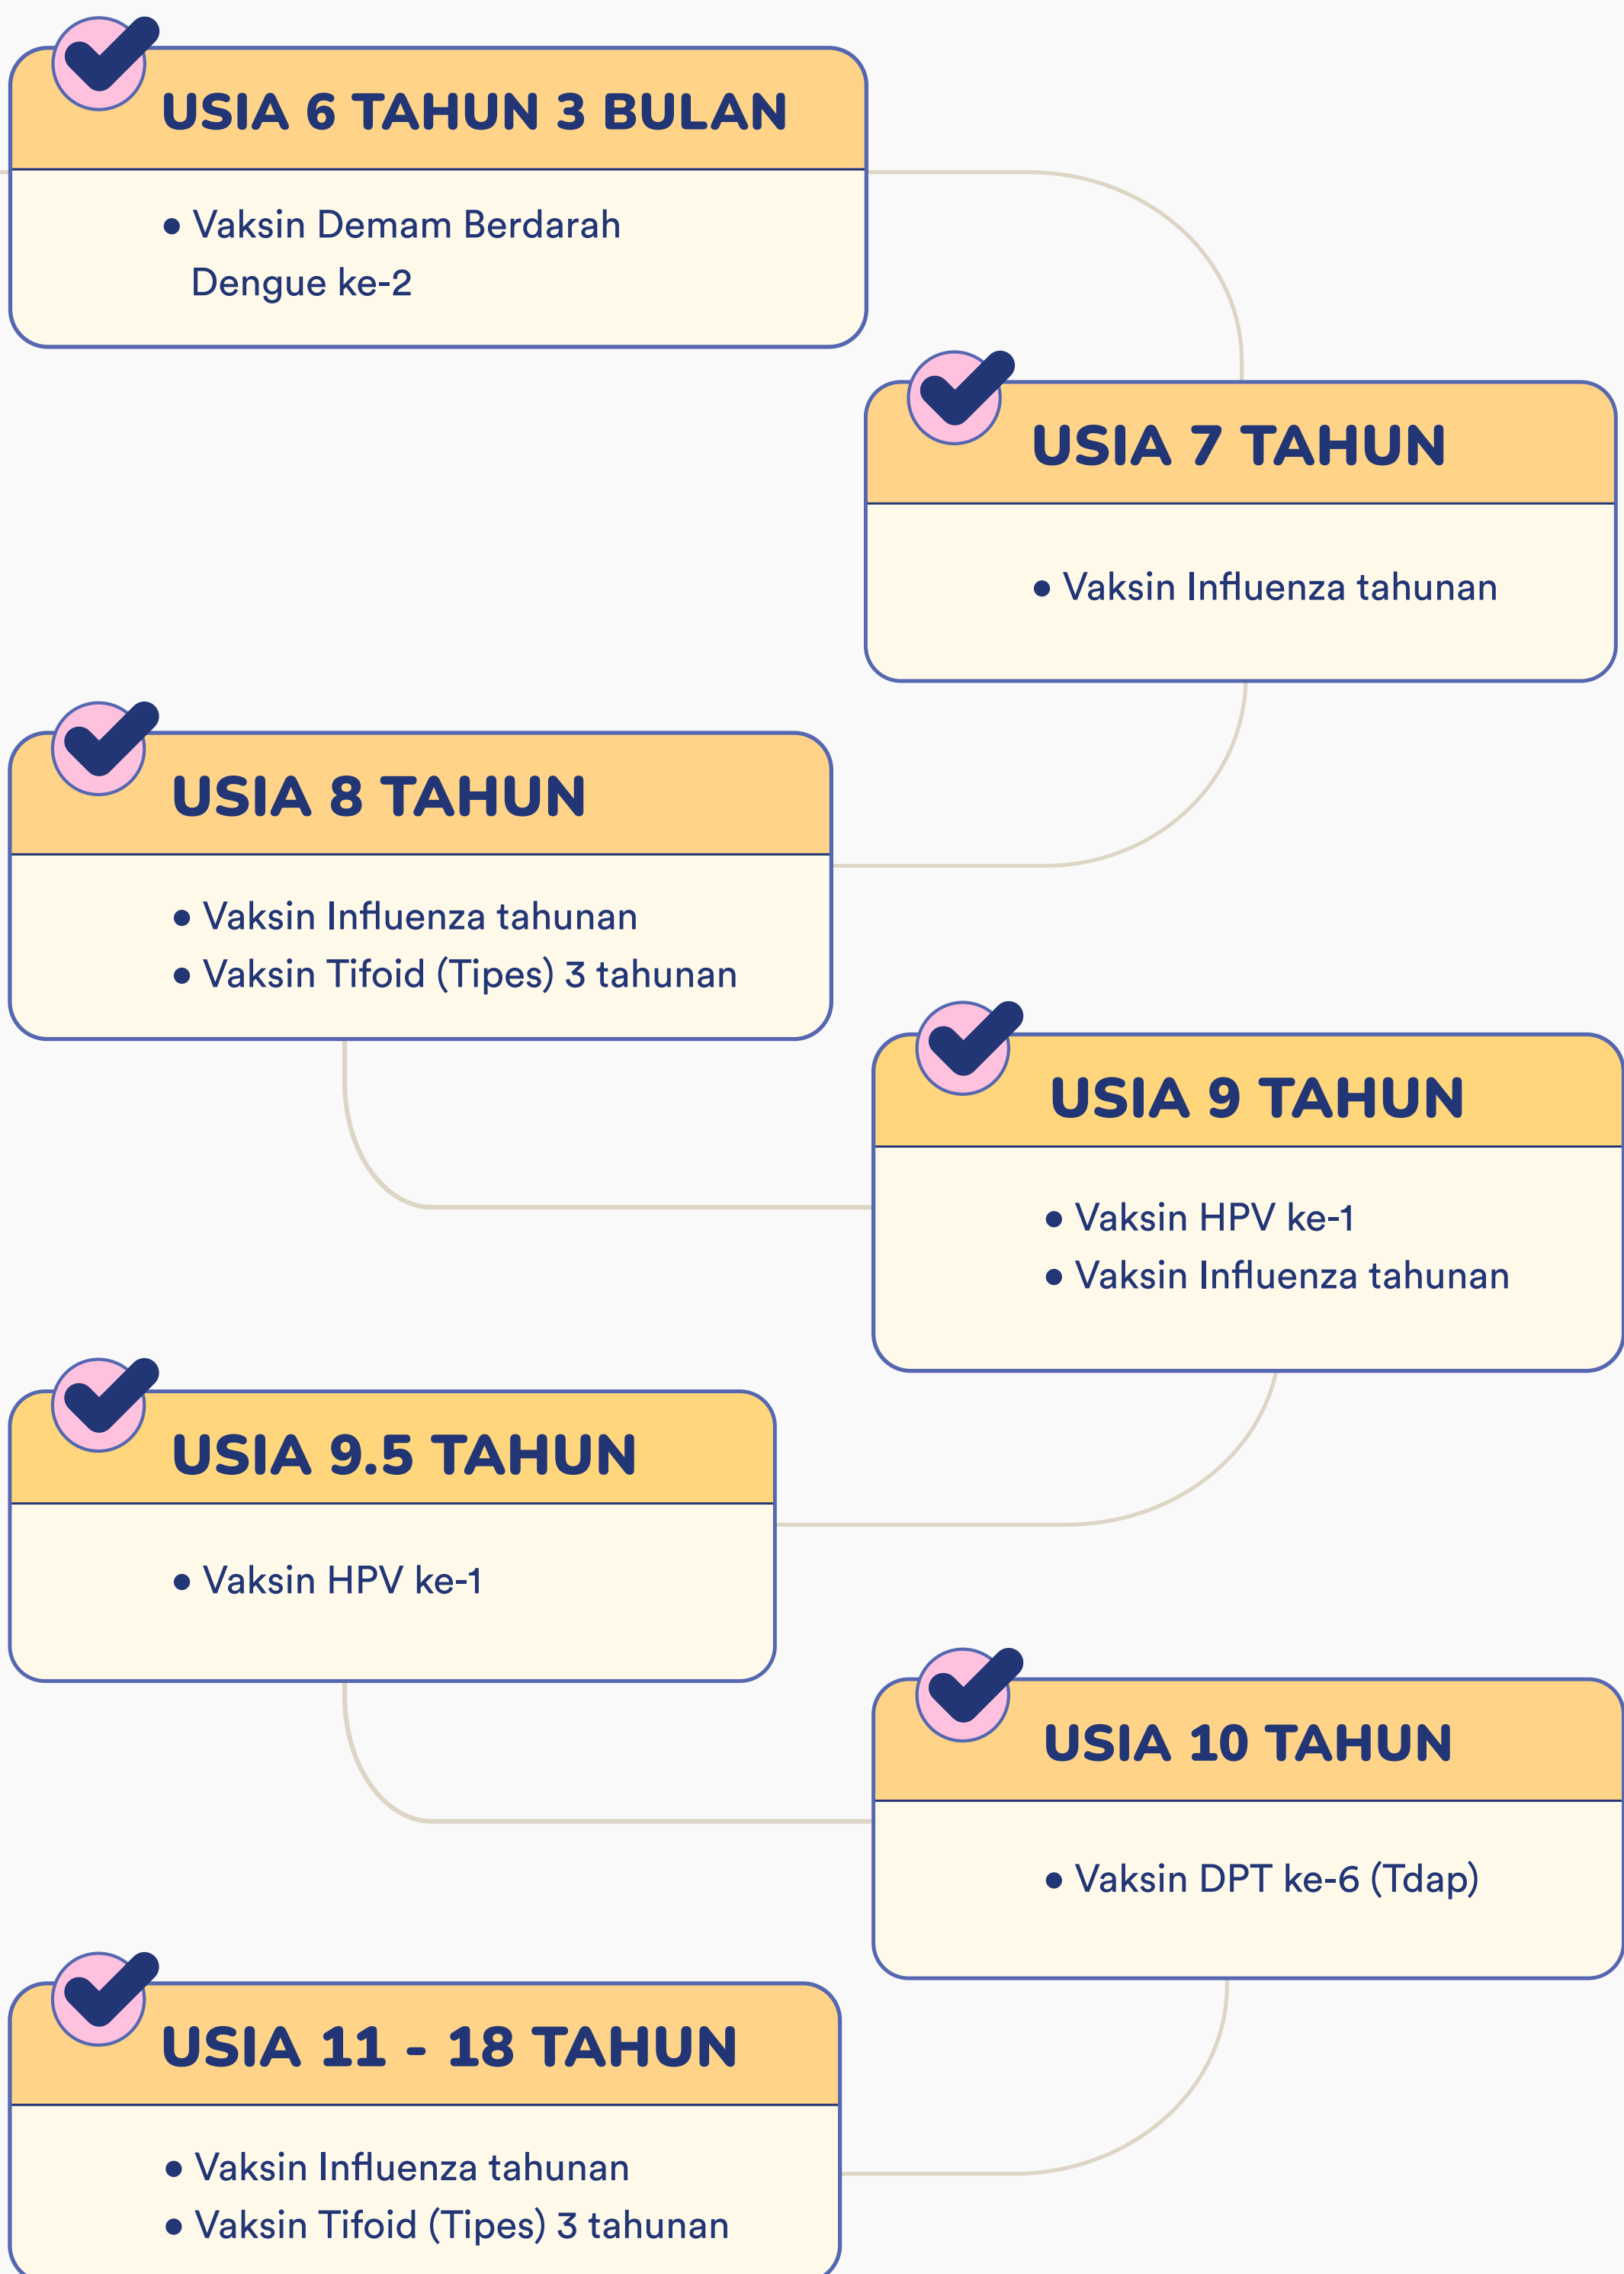 USIA 6 TAHUN 3 BULAN
• Vaksin Demam Berdarah
Dengue ke-2
USIA 7 TAHUN
• Vaksin Influenza tahunan
USIA 8 TAHUN
• Vaksin Influenza tahunan
• Vaksin Tifoid (Tipes) 3 tahunan
USIA 9 TAHUN
• Vaksin HPV ke-1
• Vaksin Influenza tahunan
USIA 9.5 TAHUN
• Vaksin HPV ke-1
USIA 10 TAHUN
• Vaksin DPT ke-6 (Tdap)
USIA 11 - 18 TAHUN
• Vaksin Influenza tahunan
• Vaksin Tifoid (Tipes) 3 tahunan